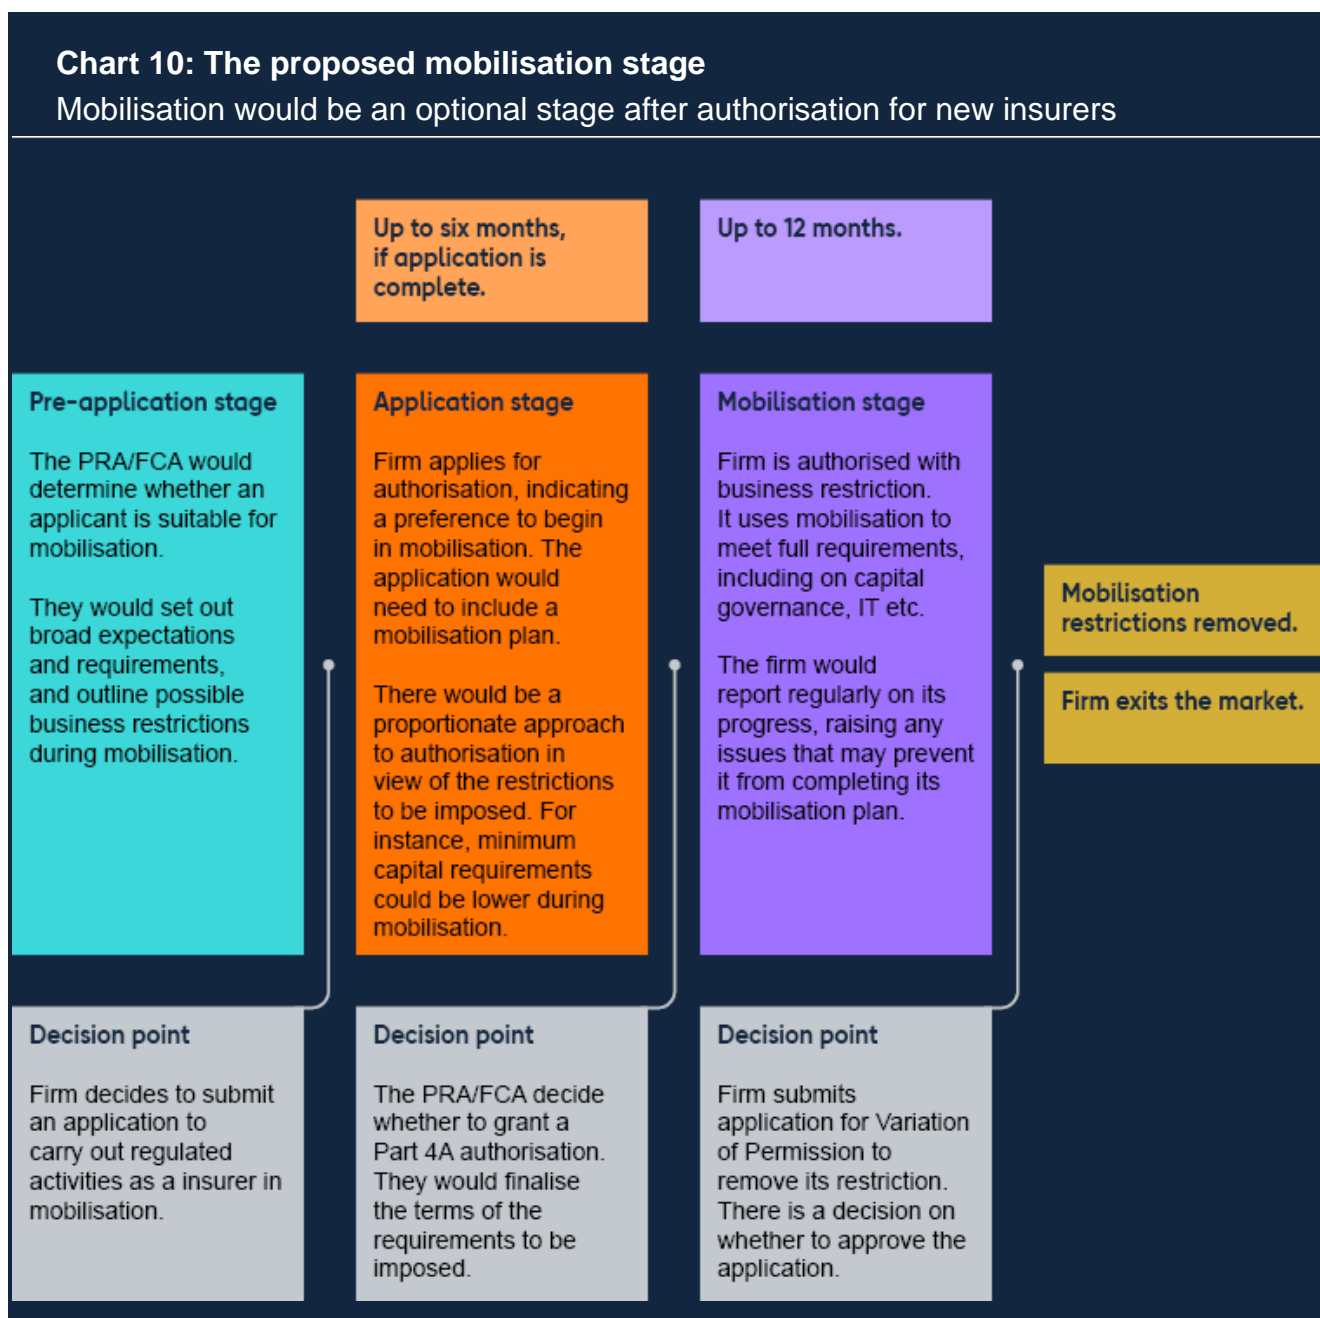 Chart 10: The proposed mobilisation stage
Mobilisation would be an optional stage after authorisation for new insurers
Up to six months,
if application is
complete.
Up to 12 months.
Pre-application stage
The PRA/FCA would
determine whether an
applicant is suitable for
mobilisation.
They would set out
broad expectations
and requirements,
and outline possible
business restrictions
during mobilisation.
Application stage
Firm applies for
authorisation, indicating
a preference to begin
in mobilisation. The
application would
need to include a
mobilisation plan.
There would be a
proportionate approach
to authorisation in
view of the restrictions
to be imposed. For
instance, minimum
capital requirements
could be lower during
mobilisation.
Mobilisation stage
Firm is authorised with
business restriction.
It uses mobilisation to
meet full requirements,
including on capital
governance, IT etc.
The firm would
report regularly on its
progress, raising any
issues that may prevent
it from completing its
mobilisation plan.
Mobilisation
restrictions removed.
Firm exits the market.
Decision point
Firm decides to submit
an application to
carry out regulated
activities as a insurer in
mobilisation.
Decision point
The PRA/FCA decide
whether to grant a
Part 4A authorisation.
They would finalise
the terms of the
requirements to be
imposed.
Decision point
Firm submits
application for Variation
of Permission to
remove its restriction.
There is a decision on
whether to approve the
application.